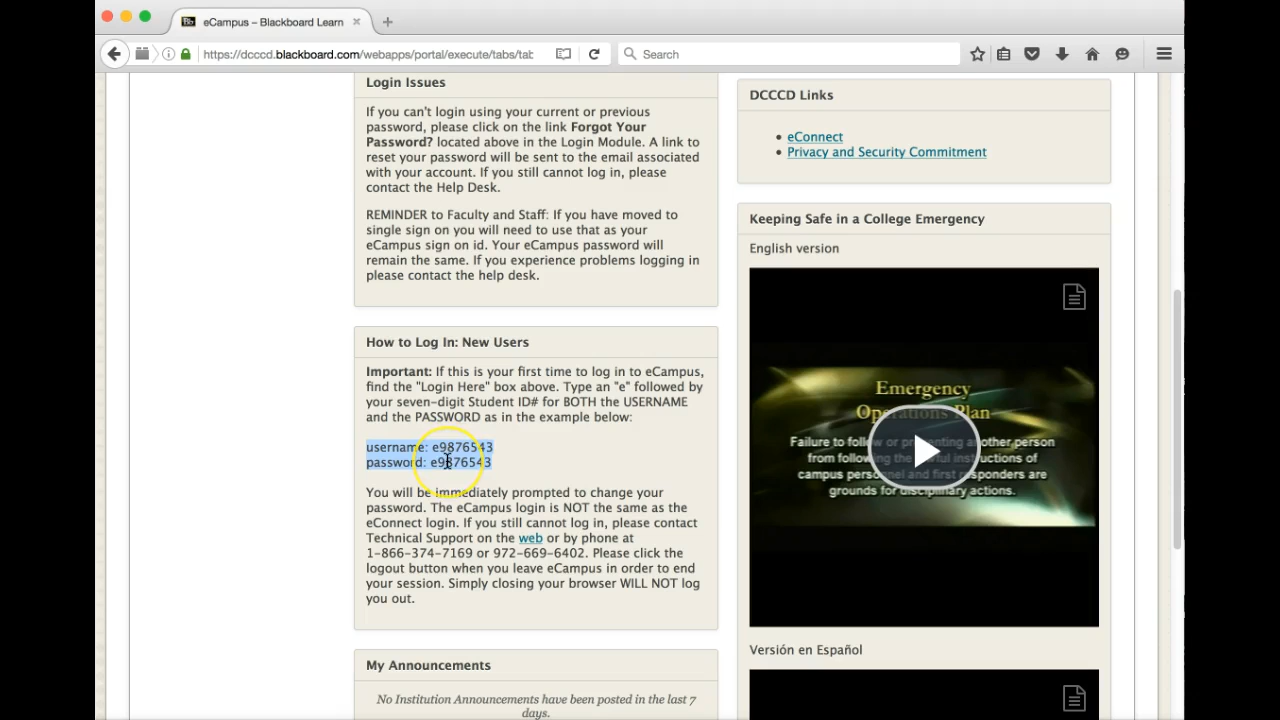 eCampus – Blackboard Learn
https://dcccd.blackboard.com/webapps/portal/execute/tabs/tab
Search
Login Issues
If you can't login using your current or previous
password, please click on the link Forgot Your
Password? located above in the Login Module. A link to
reset your password will be sent to the email associated
with your account. If you still cannot log in, please
contact the Help Desk.
REMINDER to Faculty and Staff: If you have moved to
single sign on you will need to use that as your
eCampus sign on id. Your eCampus password will
remain the same. If you experience problems logging in
please contact the help desk.
How to Log In: New Users
Important: If this is your first time to log in to eCampus,
find the "Login Here" box above. Type an "e" followed by
your seven-digit Student ID# for BOTH the USERNAME
and the PASSWORD as in the example below:
username: e9876543
password: e9876543
You will be immediately prompted to change your
password. The eCampus login is NOT the same as the
eConnect login. If you still cannot log in, please contact
Technical Support on the web or by phone at
1-866-374-7169 or 972-669-6402. Please click the
logout button when you leave eCampus in order to end
your session. Simply closing your browser WILL NOT log
you out.
My Announcements
No Institution Announcements have been posted in the last 7
days.
DCCCD Links
• eConnect
• Privacy and Security Commitment
Keeping Safe in a College Emergency
English version
Emergency
Operations Plan
Failure to follow or preventing another person
from following the lawful instructions of
campus personnel and first responders are
grounds for disciplinary actions.
Versión en Español